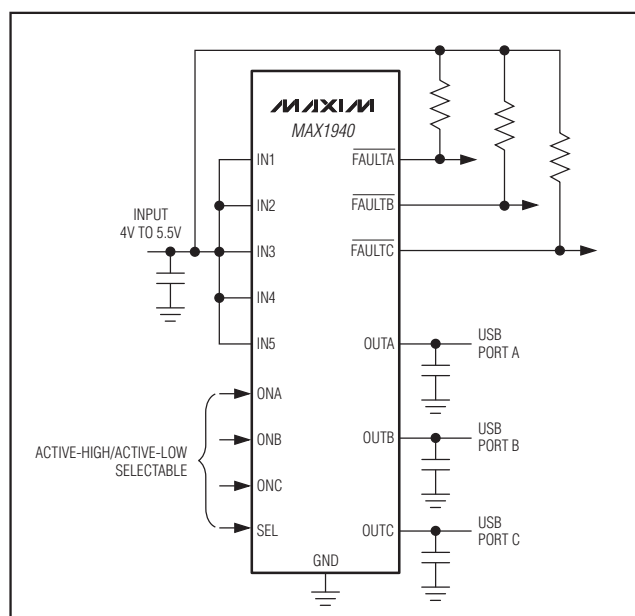 MAXIM
MAX1940
IN1
FAULTA
IN2
FAULTB
INPUT
4V TO 5.5V
IN3
FAULTC
IN4
IN5
OUTA
USB
PORT A
ONA
ONB
OUTB
USB
PORT B
ACTIVE-HIGH/ACTIVE-LOW
SELECTABLE
ONC
SEL
OUTC
USB
PORT C
GND